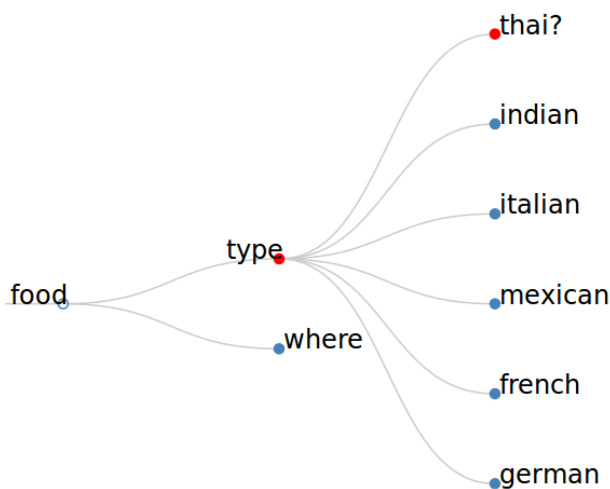 thai?
indian
italian
type
food
mexican
where
french
german